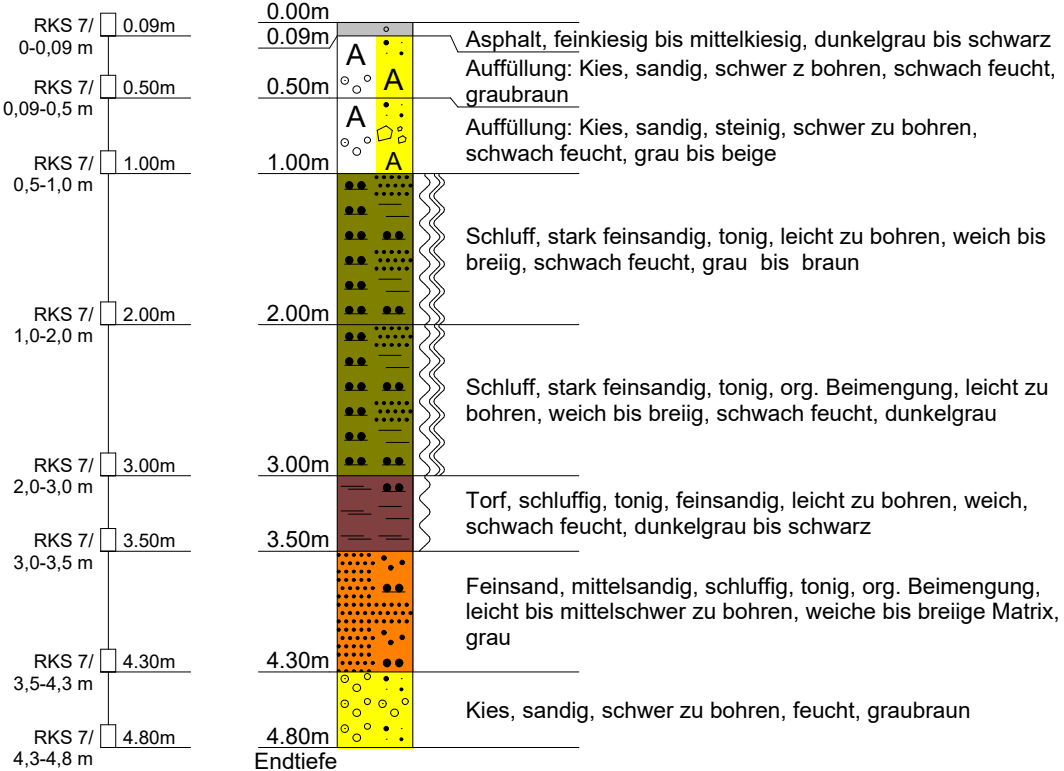 0.00m
RKS 7/ 0.09m
0-0,09 m
0.09m
Asphalt, feinkiesig bis mittelkiesig, dunkelgrau bis schwarz
A
A
Auffüllung: Kies, sandig, schwer z bohren, schwach feucht,
graubraun
RKS 7/ 0.50m
0,09-0,5 m
0.50m
A
A
Auffüllung: Kies, sandig, steinig, schwer zu bohren,
schwach feucht, grau bis beige
RKS 7/ 1.00m
0,5-1,0 m
1.00m
Schluff, stark feinsandig, tonig, leicht zu bohren, weich bis
breiig, schwach feucht, grau  bis  braun
RKS 7/ 2.00m
1,0-2,0 m
2.00m
Schluff, stark feinsandig, tonig, org. Beimengung, leicht zu
bohren, weich bis breiig, schwach feucht, dunkelgrau
RKS 7/ 3.00m
2,0-3,0 m
3.00m
Torf, schluffig, tonig, feinsandig, leicht zu bohren, weich,
schwach feucht, dunkelgrau bis schwarz
RKS 7/ 3.50m
3,0-3,5 m
3.50m
Feinsand, mittelsandig, schluffig, tonig, org. Beimengung,
leicht bis mittelschwer zu bohren, weiche bis breiige Matrix,
grau
RKS 7/ 4.30m
3,5-4,3 m
4.30m
Kies, sandig, schwer zu bohren, feucht, graubraun
RKS 7/ 4.80m
4,3-4,8 m
4.80m
Endtiefe